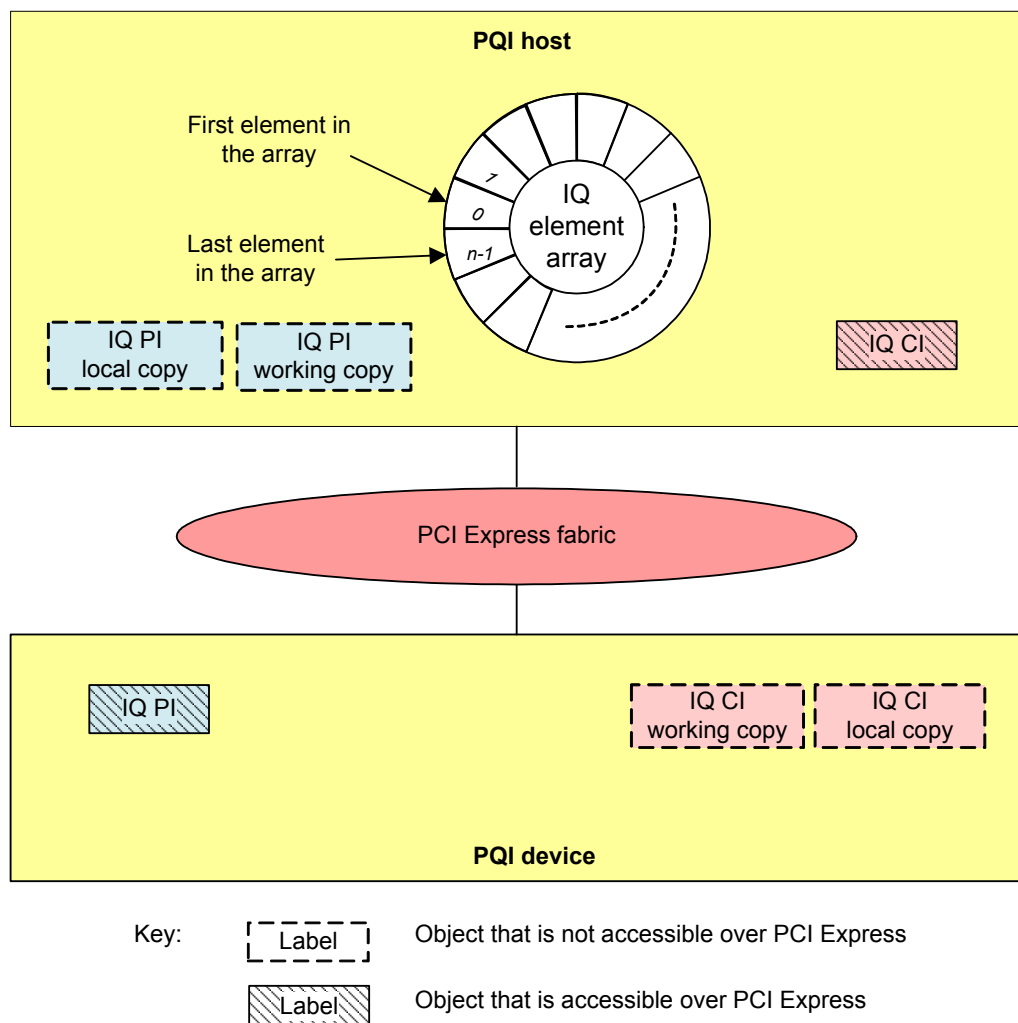 PQI host
First element in
the array
1
0
n-1
IQ
element
array
Last element
in the array
IQ PI
local copy
IQ PI
working copy
IQ CI
PCI Express fabric
IQ PI
IQ CI
working copy
IQ CI
local copy
PQI device
Key:
Label
Object that is not accessible over PCI Express
Label
Object that is accessible over PCI Express